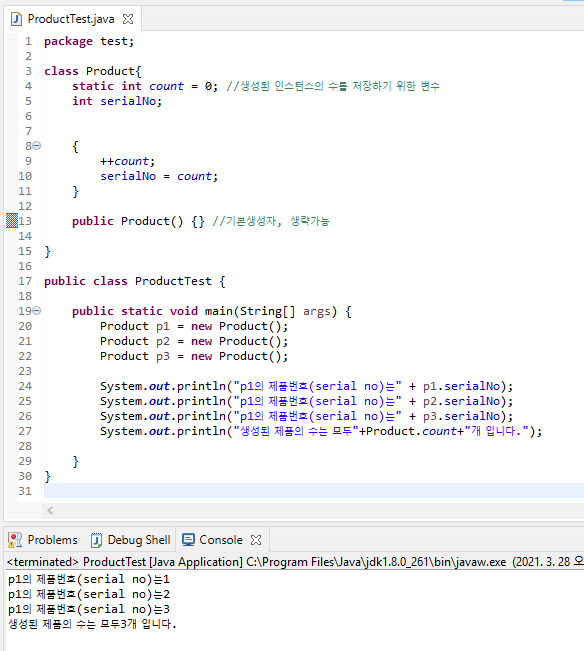 ProductTest.java
1 package test;
2
3 class Product{
4 static int count = 0; //생성된 인스턴스의 수를 저장하기 위한 변수
5 int serialNo;
6
7
8 {
9 ++count;
10 serialNo = count;
11 }
12
13 public Product() {} //기본생성자, 생략가능
14
15 }
16
17 public class ProductTest {
18
19 public static void main(String[] args) {
20 Product p1 = new Product();
21 Product p2 = new Product();
22 Product p3 = new Product();
23
24 System.out.println("p1의 제품번호(serial no)는" + p1.serialNo);
25 System.out.println("p1의 제품번호(serial no)는" + p2.serialNo);
26 System.out.println("p1의 제품번호(serial no)는" + p3.serialNo);
27 System.out.println("생성된 제품의 수는 모두"+Product.count+"개 입니다.");
28
29 }
30 }
31
Problems Debug Shell Console
<terminated> ProductTest [Java Application] C:\Program Files\Java\jdk1.8.0_261\bin\javaw.exe (2021. 3. 28 오
p1의 제품번호(serial no)는1
p1의 제품번호(serial no)는2
p1의 제품번호(serial no)는3
생성된 제품의 수는 모두3개 입니다.